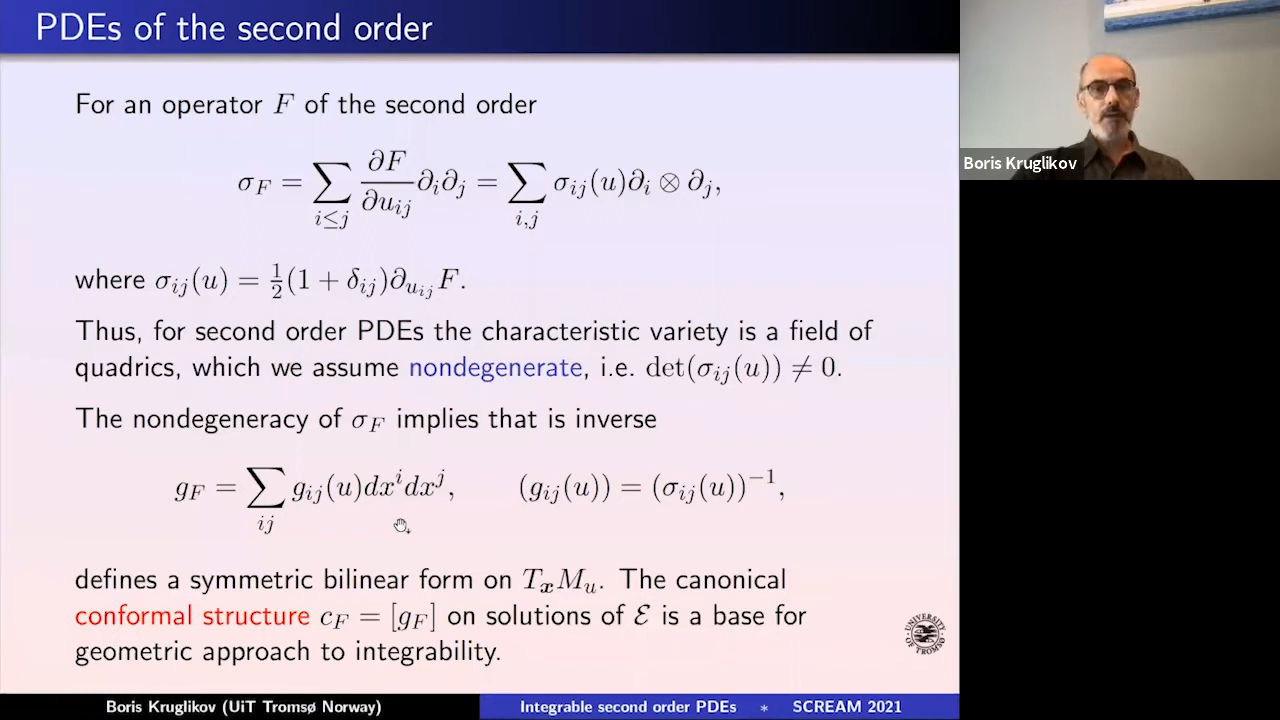 PDEs of the second order
For an operator F of the second order
σ_F = ∑_{i≤j} ∂F/∂u_{ij} ∂_i∂_j = ∑_{i,j} σ_{ij}(u)∂_i ⊗ ∂_j,
where σ_{ij}(u) = ½(1 + δ_{ij})∂_{u_{ij}}F.
Thus, for second order PDEs the characteristic variety is a field of
quadrics, which we assume nondegenerate, i.e. det(σ_{ij}(u)) ≠ 0.
The nondegeneracy of σ_F implies that is inverse
g_F = ∑_{ij} g_{ij}(u)dx^i dx^j, (g_{ij}(u)) = (σ_{ij}(u))^{−1},
defines a symmetric bilinear form on T_x M_u. The canonical
conformal structure c_F = [g_F] on solutions of ℰ is a base for
geometric approach to integrability.
UNIVERSITY OF TROMSØ
Boris Kruglikov (UiT Tromsø Norway)
Integrable second order PDEs * SCREAM 2021
Boris Kruglikov